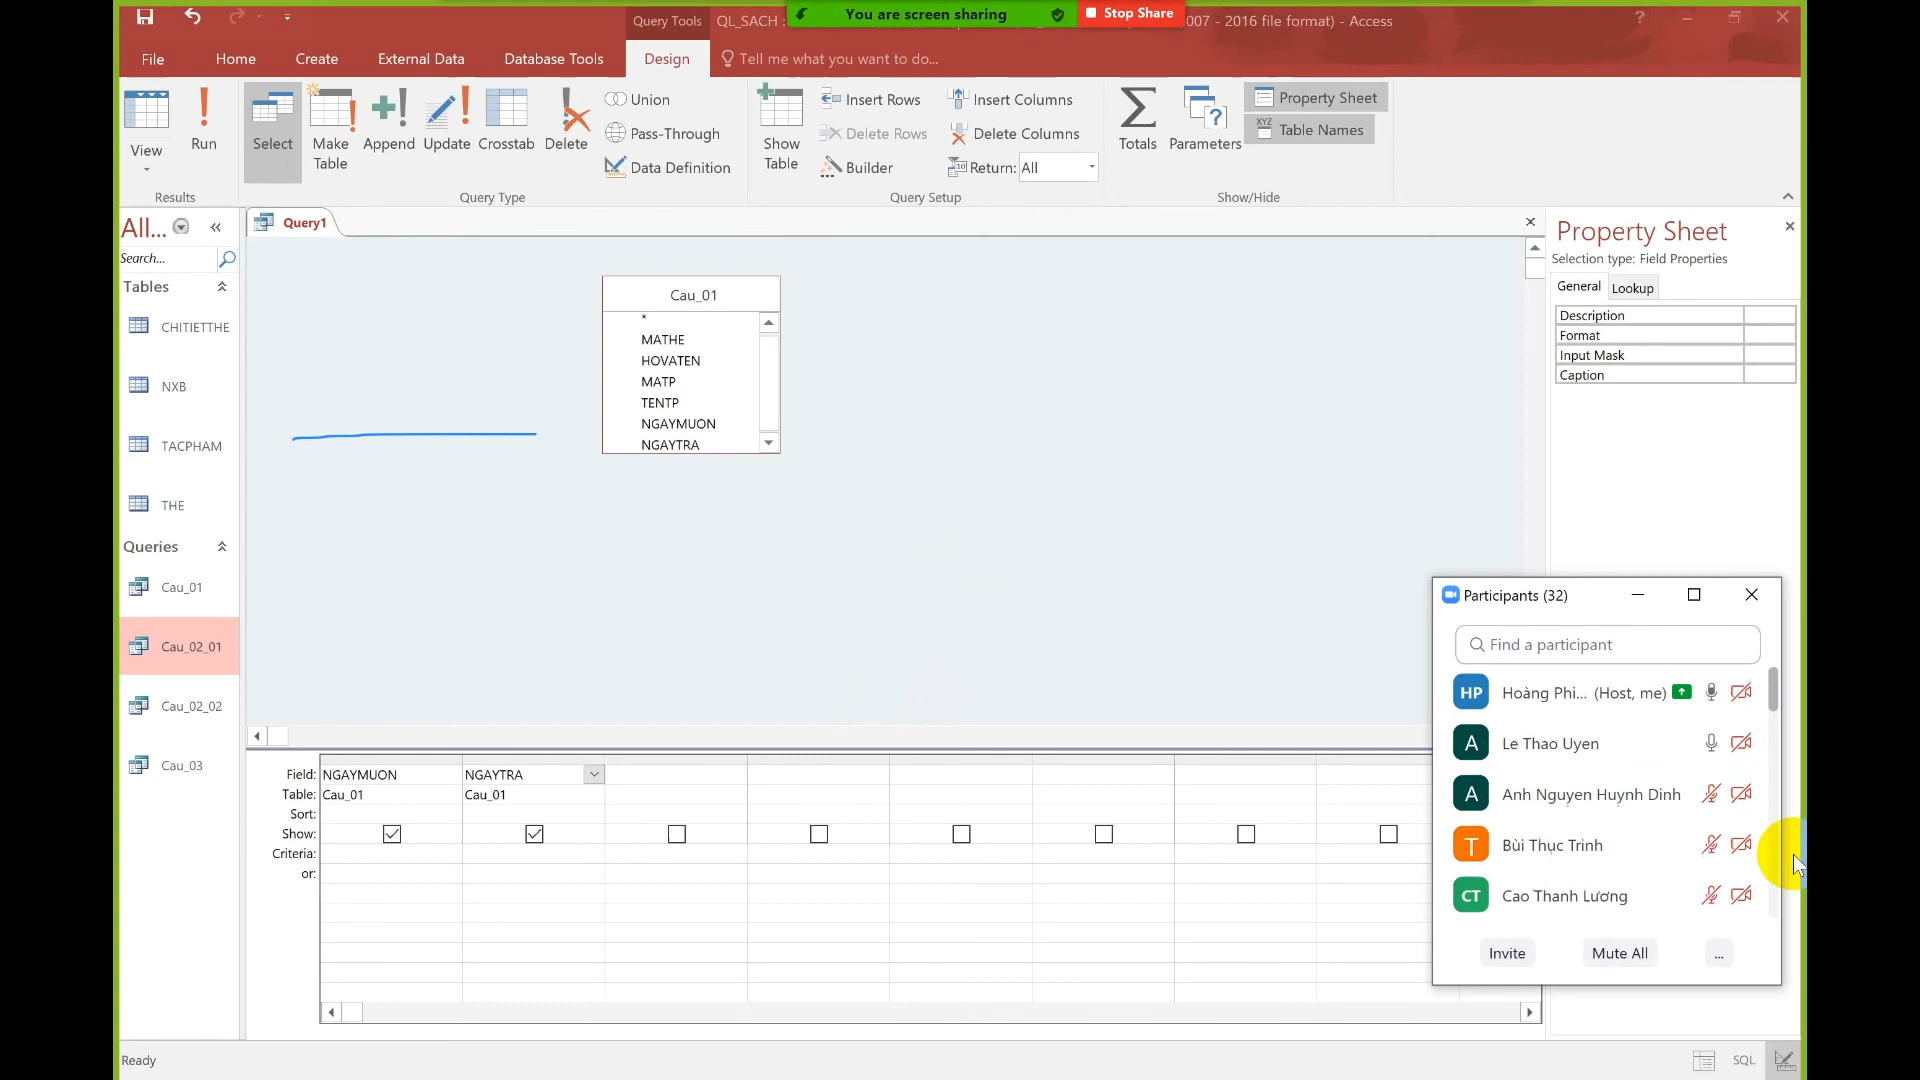 You are screen sharing
Stop Share
Query Tools
QL_SACH :
007 - 2016 file format) - Access
?
File
Home
Create
External Data
Database Tools
Design
Tell me what you want to do...
View
Run
Results
Select
Make Table
Append
Update
Crosstab
Delete
Union
Pass-Through
Data Definition
Query Type
Show Table
Insert Rows
Delete Rows
Builder
Insert Columns
Delete Columns
Return: All
Query Setup
Totals
Parameters
Property Sheet
XYZ Table Names
Show/Hide
All...
Search...
Tables
CHITIETTHE
NXB
TACPHAM
THE
Queries
Cau_01
Cau_02_01
Cau_02_02
Cau_03
Query1
Cau_01
*
MATHE
HOVATEN
MATP
TENTP
NGAYMUON
NGAYTRA
Field: NGAYMUON NGAYTRA
Table: Cau_01 Cau_01
Sort:
Show:
Criteria:
or:
Property Sheet
Selection type: Field Properties
General Lookup
Description
Format
Input Mask
Caption
Participants (32)
Find a participant
HP Hoàng Phi... (Host, me)
A Le Thao Uyen
A Anh Nguyen Huynh Dinh
T Bùi Thục Trinh
CT Cao Thanh Lương
Invite
Mute All
...
Ready
SQL